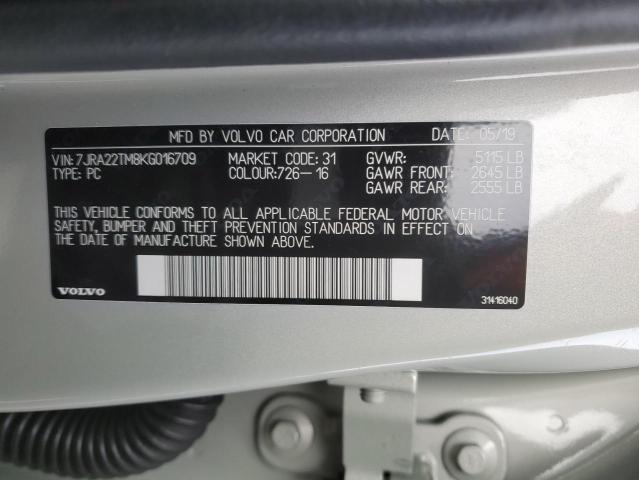 MFD BY VOLVO CAR CORPORATION DATE: 05/19
VIN: 7JRA22TM8KG016709 MARKET CODE: 31 GVWR: 5115 LB
TYPE: PC COLOUR: 726-16 GAWR FRONT: 2645 LB
GAWR REAR: 2555 LB
THIS VEHICLE CONFORMS TO ALL APPLICABLE FEDERAL MOTOR VEHICLE
SAFETY, BUMPER AND THEFT PREVENTION STANDARDS IN EFFECT ON
THE DATE OF MANUFACTURE SHOWN ABOVE.
VOLVO 31416040